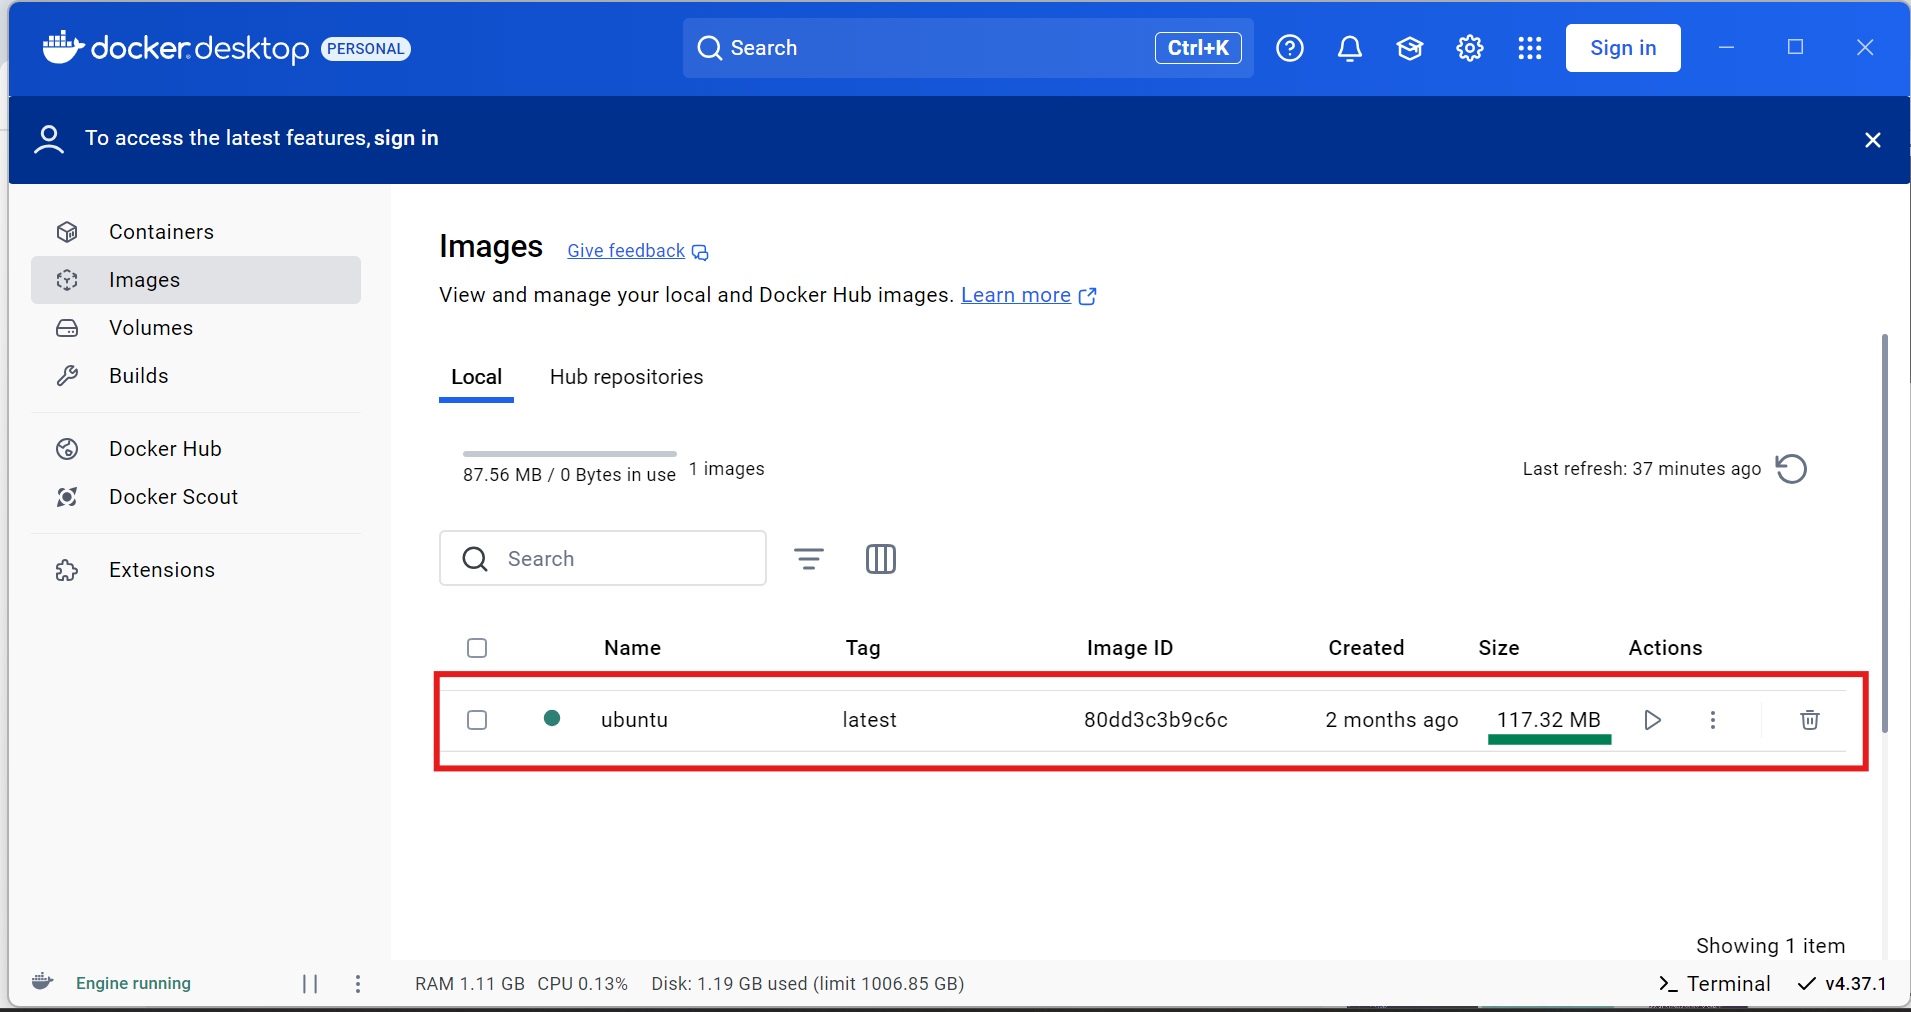 docker desktop PERSONAL
Search
Ctrl+K
Sign in
To access the latest features, sign in
Containers
Images
Volumes
Builds
Docker Hub
Docker Scout
Extensions
Images
Give feedback
View and manage your local and Docker Hub images. Learn more
Local
Hub repositories
87.56 MB / 0 Bytes in use
1 images
Last refresh: 37 minutes ago
Search
Name Tag Image ID Created Size Actions
ubuntu latest 80dd3c3b9c6c 2 months ago 117.32 MB
Showing 1 item
Engine running
RAM 1.11 GB CPU 0.13% Disk: 1.19 GB used (limit 1006.85 GB)
>_ Terminal
v4.37.1